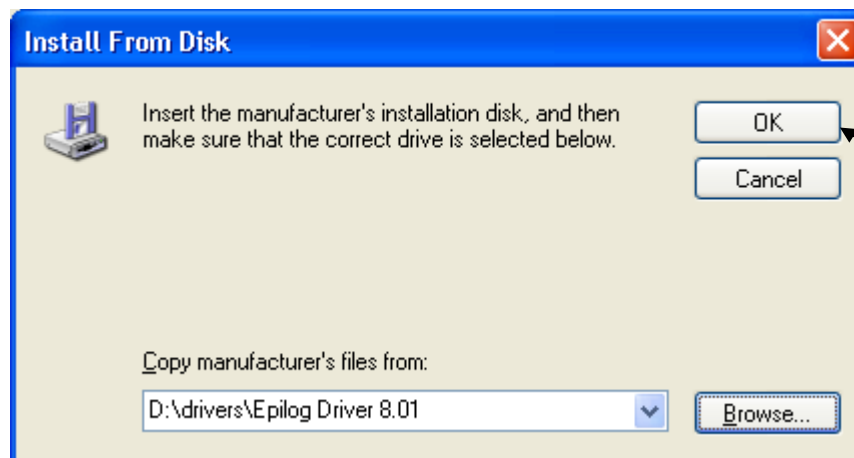 Install From Disk
Insert the manufacturer's installation disk, and then
make sure that the correct drive is selected below.
OK
Cancel
Copy manufacturer's files from:
D:\drivers\Epilog Driver 8.01
Browse...